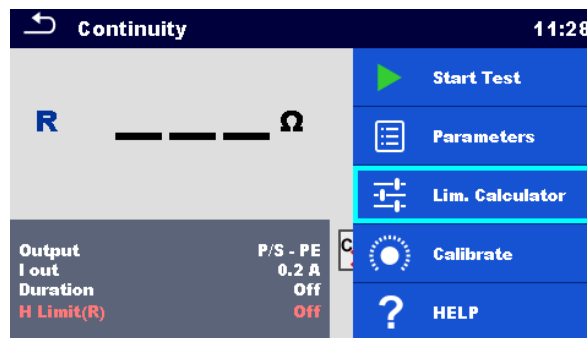 Continuity 11:28
Start Test
R ___ Ω
Parameters
Lim. Calculator
Output P/S - PE
C
Calibrate
I out 0.2 A
Duration Off
H Limit(R) Off
? HELP